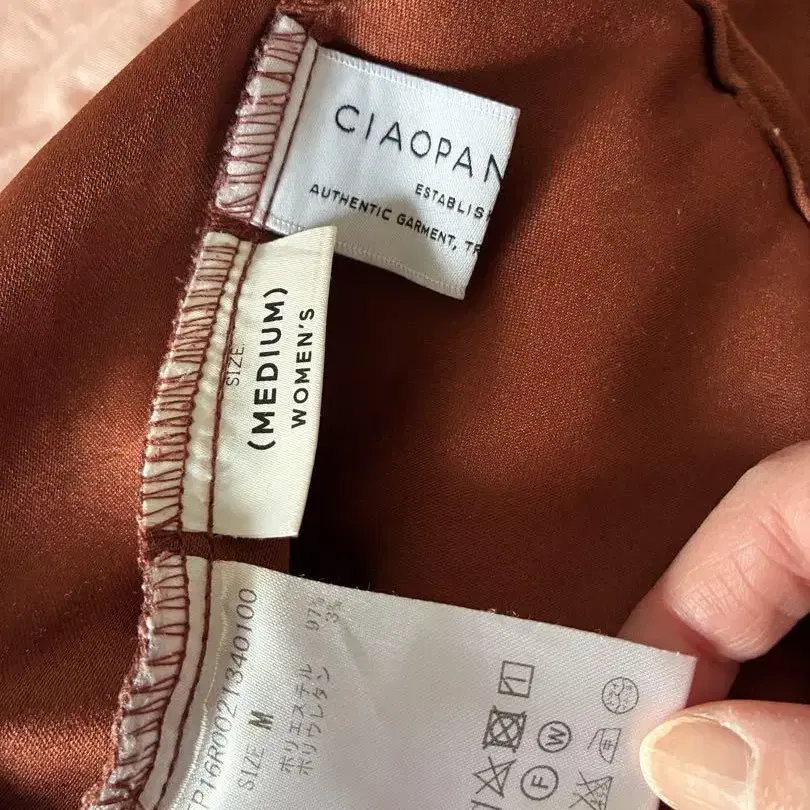 CIAOPAN
ESTABLISH
AUTHENTIC GARMENT, TR
SIZE
(MEDIUM)
WOMEN'S
P16R0021340100
SIZE M
ポリエステル 97%
ポリウレタン 3%
W
F